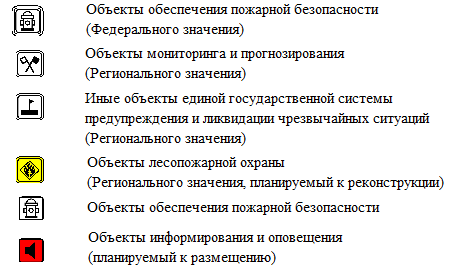 Объекты обеспечения пожарной безопасности
(Федерального значения)
Объекты мониторинга и прогнозирования
(Регионального значения)
Иные объекты единой государственной системы
предупреждения и ликвидации чрезвычайных ситуаций
(Регионального значения)
Объекты лесопожарной охраны
(Регионального значения, планируемый к реконструкции)
Объекты обеспечения пожарной безопасности
Объекты информирования и оповещения
(планируемый к размещению)